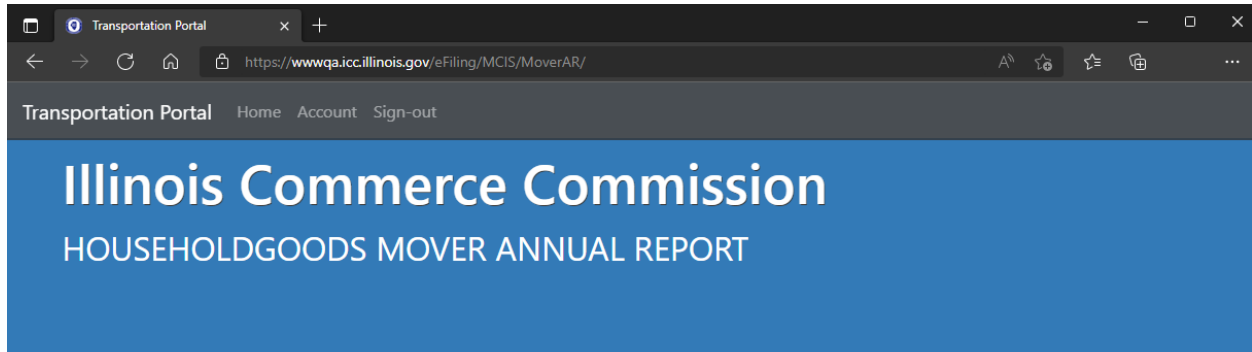 Transportation Portal
https://wwwqa.icc.illinois.gov/eFiling/MCIS/MoverAR/
Transportation Portal Home Account Sign-out
Illinois Commerce Commission
HOUSEHOLDGOODS MOVER ANNUAL REPORT